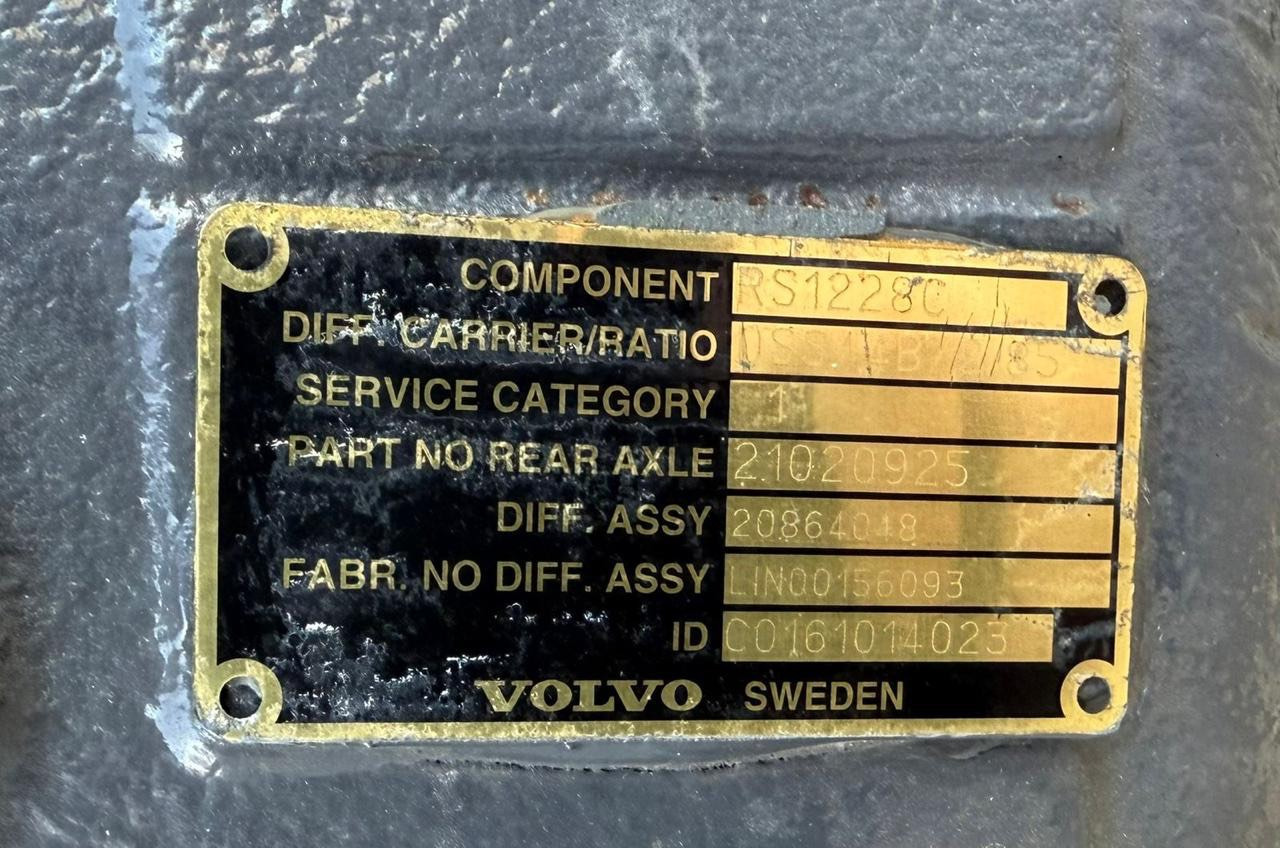 COMPONENT RS1228C
DIFF. CARRIER/RATIO
SERVICE CATEGORY 1
PART NO REAR AXLE 21020925
DIFF. ASSY 20864048
FABR. NO DIFF. ASSY LIN00156093
ID C0161014023
VOLVO SWEDEN